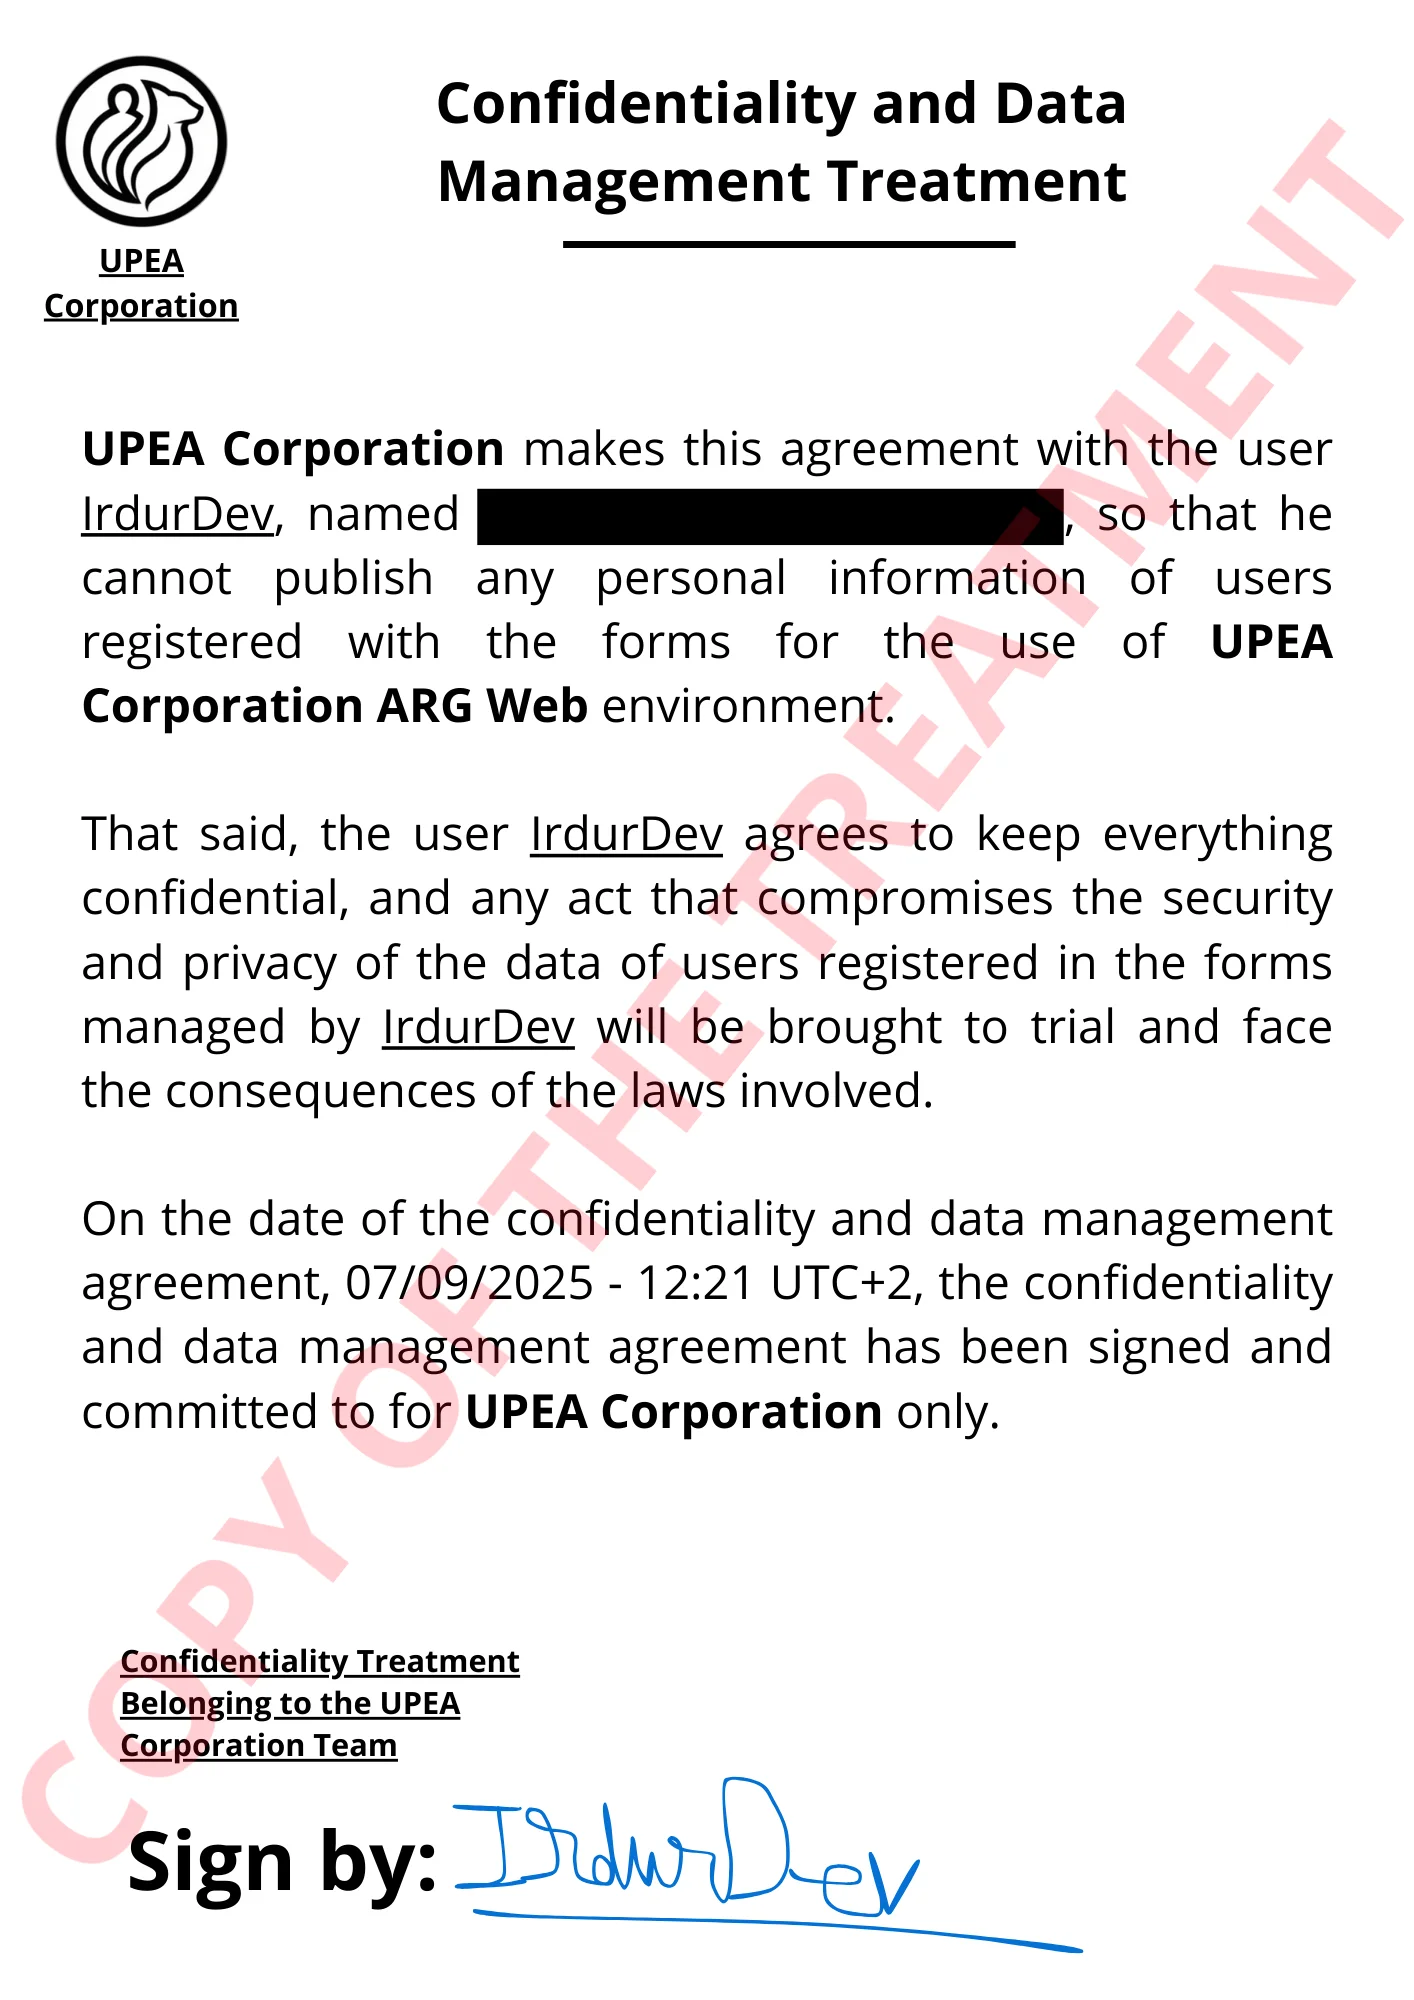 Confidentiality and Data
Management Treatment
UPEA
Corporation
UPEA Corporation makes this agreement with the user
IrdurDev, named , so that he
cannot publish any personal information of users
registered with the forms for the use of UPEA
Corporation ARG Web environment.
That said, the user IrdurDev agrees to keep everything
confidential, and any act that compromises the security
and privacy of the data of users registered in the forms
managed by IrdurDev will be brought to trial and face
the consequences of the laws involved.
On the date of the confidentiality and data management
agreement, 07/09/2025 - 12:21 UTC+2, the confidentiality
and data management agreement has been signed and
committed to for UPEA Corporation only.
Confidentiality Treatment
Belonging to the UPEA
Corporation Team
Sign by: IrdurDev
COPY OF THE TREATMENT